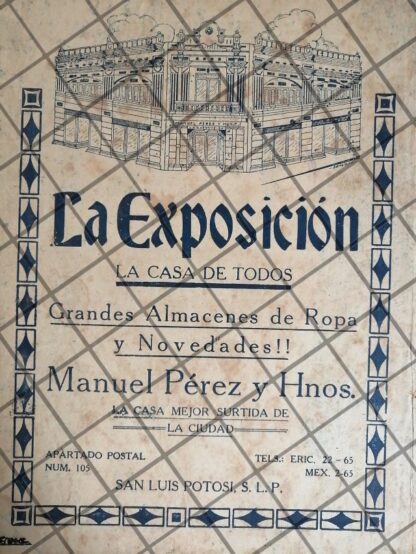 La Exposición
LA CASA DE TODOS
Grandes Almacenes de Ropa
y Novedades!!
Manuel Pérez y Hnos.
LA CASA MEJOR SURTIDA DE
LA CIUDAD
APARTADO POSTAL
NUM. 105
TELS.: ERIC. 22-65
MEX. 2-65
SAN LUIS POTOSI, S. L. P.